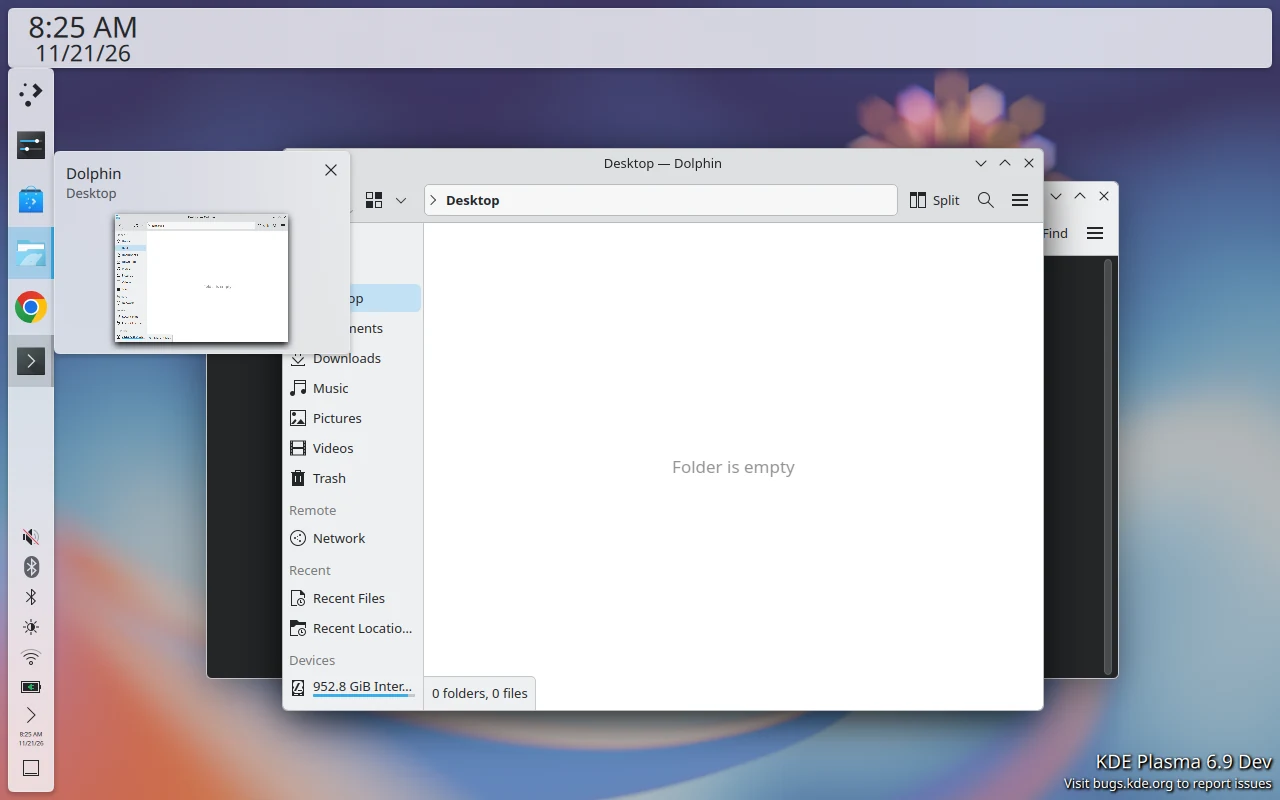 8:25 AM
11/21/26
Dolphin
Desktop
Desktop — Dolphin
Desktop
Split
Find
op
ments
Downloads
Music
Pictures
Videos
Trash
Remote
Network
Recent
Recent Files
Recent Locatio...
Devices
952.8 GiB Inter...
Folder is empty
0 folders, 0 files
8:25 AM
11/21/26
KDE Plasma 6.9 Dev
Visit bugs.kde.org to report issues